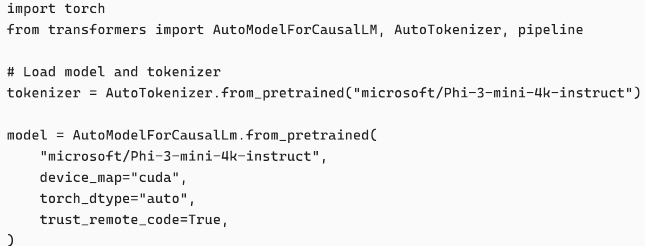 import torch
from transformers import AutoModelForCausalLM, AutoTokenizer, pipeline

# Load model and tokenizer
tokenizer = AutoTokenizer.from_pretrained("microsoft/Phi-3-mini-4k-instruct")

model = AutoModelForCausalLm.from_pretrained(
    "microsoft/Phi-3-mini-4k-instruct",
    device_map="cuda",
    torch_dtype="auto",
    trust_remote_code=True,
)